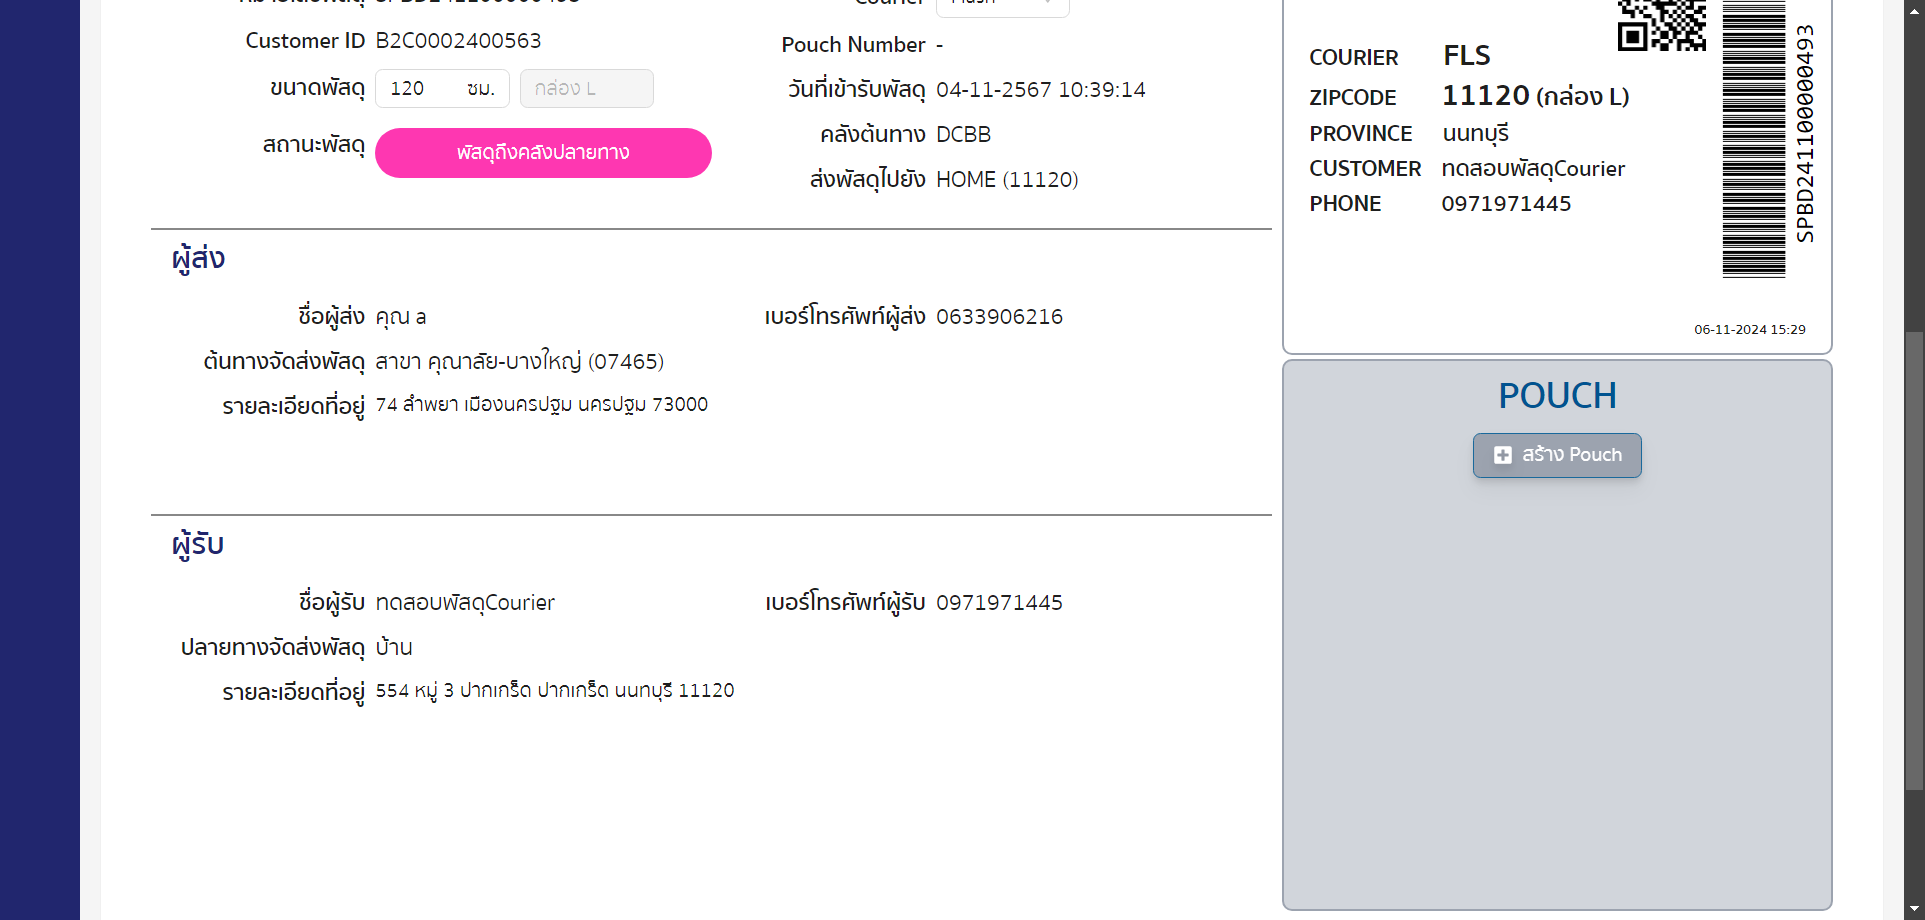 Customer ID B2C0002400563
ขนาดพัสดุ 120 ซม. กล่อง L
สถานะพัสดุ พัสดุถึงคลังปลายทาง
Courier
Pouch Number -
วันที่เข้ารับพัสดุ 04-11-2567 10:39:14
คลังต้นทาง DCBB
ส่งพัสดุไปยัง HOME (11120)
ผู้ส่ง
ชื่อผู้ส่ง คุณ a
เบอร์โทรศัพท์ผู้ส่ง 0633906216
ต้นทางจัดส่งพัสดุ สาขา คุณาลัย-บางใหญ่ (07465)
รายละเอียดที่อยู่ 74 ลำพยา เมืองนครปฐม นครปฐม 73000
ผู้รับ
ชื่อผู้รับ ทดสอบพัสดุCourier
เบอร์โทรศัพท์ผู้รับ 0971971445
ปลายทางจัดส่งพัสดุ บ้าน
รายละเอียดที่อยู่ 554 หมู่ 3 ปากเกร็ด ปากเกร็ด นนทบุรี 11120
COURIER FLS
ZIPCODE 11120 (กล่อง L)
PROVINCE นนทบุรี
CUSTOMER ทดสอบพัสดุCourier
PHONE 0971971445
SPBD241100000493
06-11-2024 15:29
POUCH
สร้าง Pouch